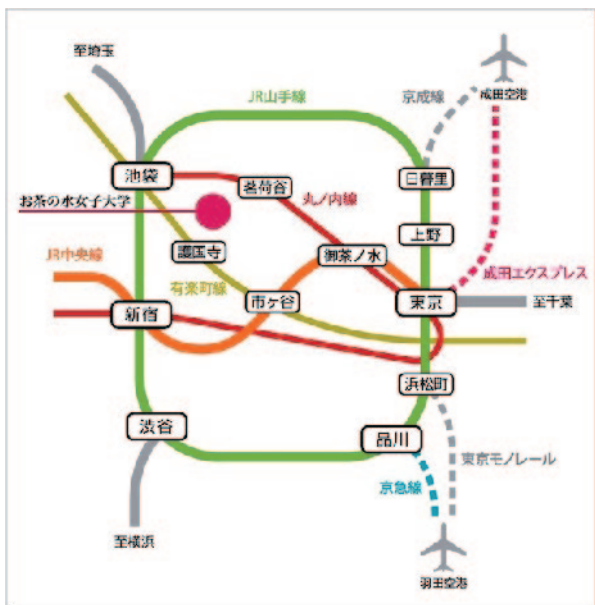 至埼玉
JR山手線
京成線
成田空港
池袋
茗荷谷
日暮里
丸ノ内線
お茶の水女子大学
上野
護国寺
御茶ノ水
JR中央線
成田エクスプレス
有楽町線
市ヶ谷
東京
至千葉
新宿
浜松町
渋谷
品川
東京モノレール
京急線
至横浜
羽田空港